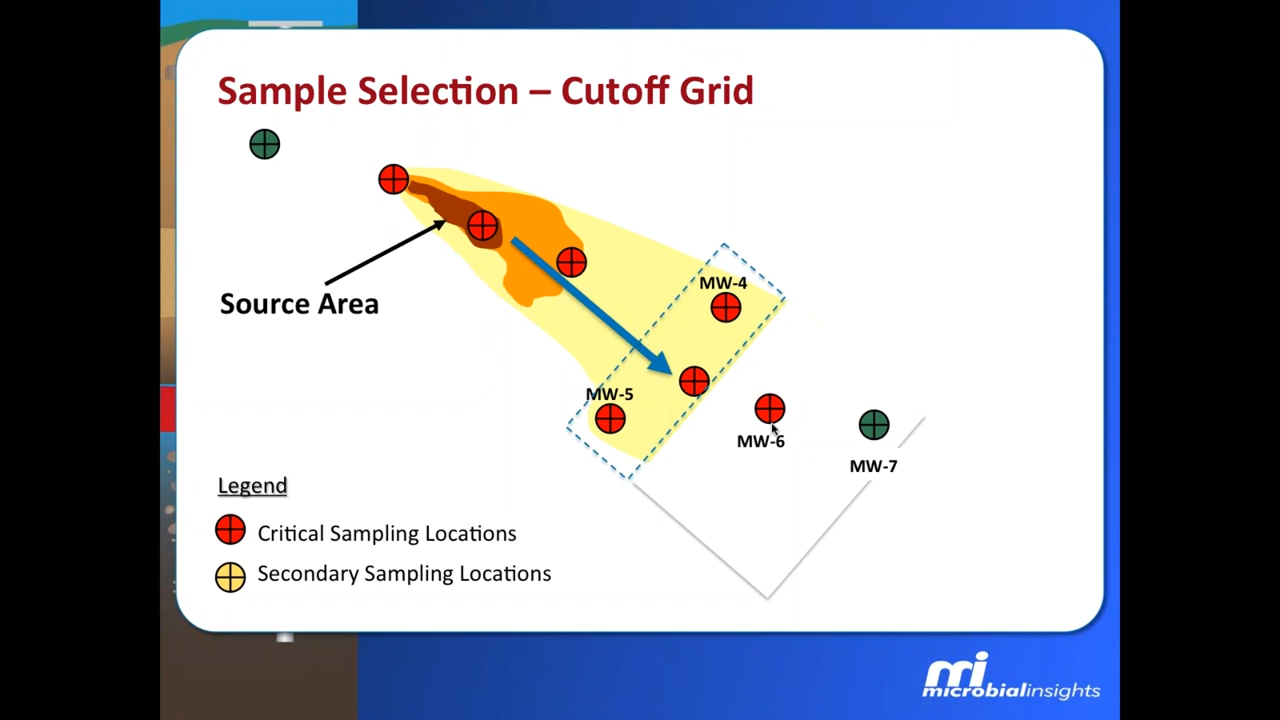 Sample Selection – Cutoff Grid
MW-4
Source Area
MW-5
MW-6
MW-7
Legend
Critical Sampling Locations
Secondary Sampling Locations
mi
microbialinsights